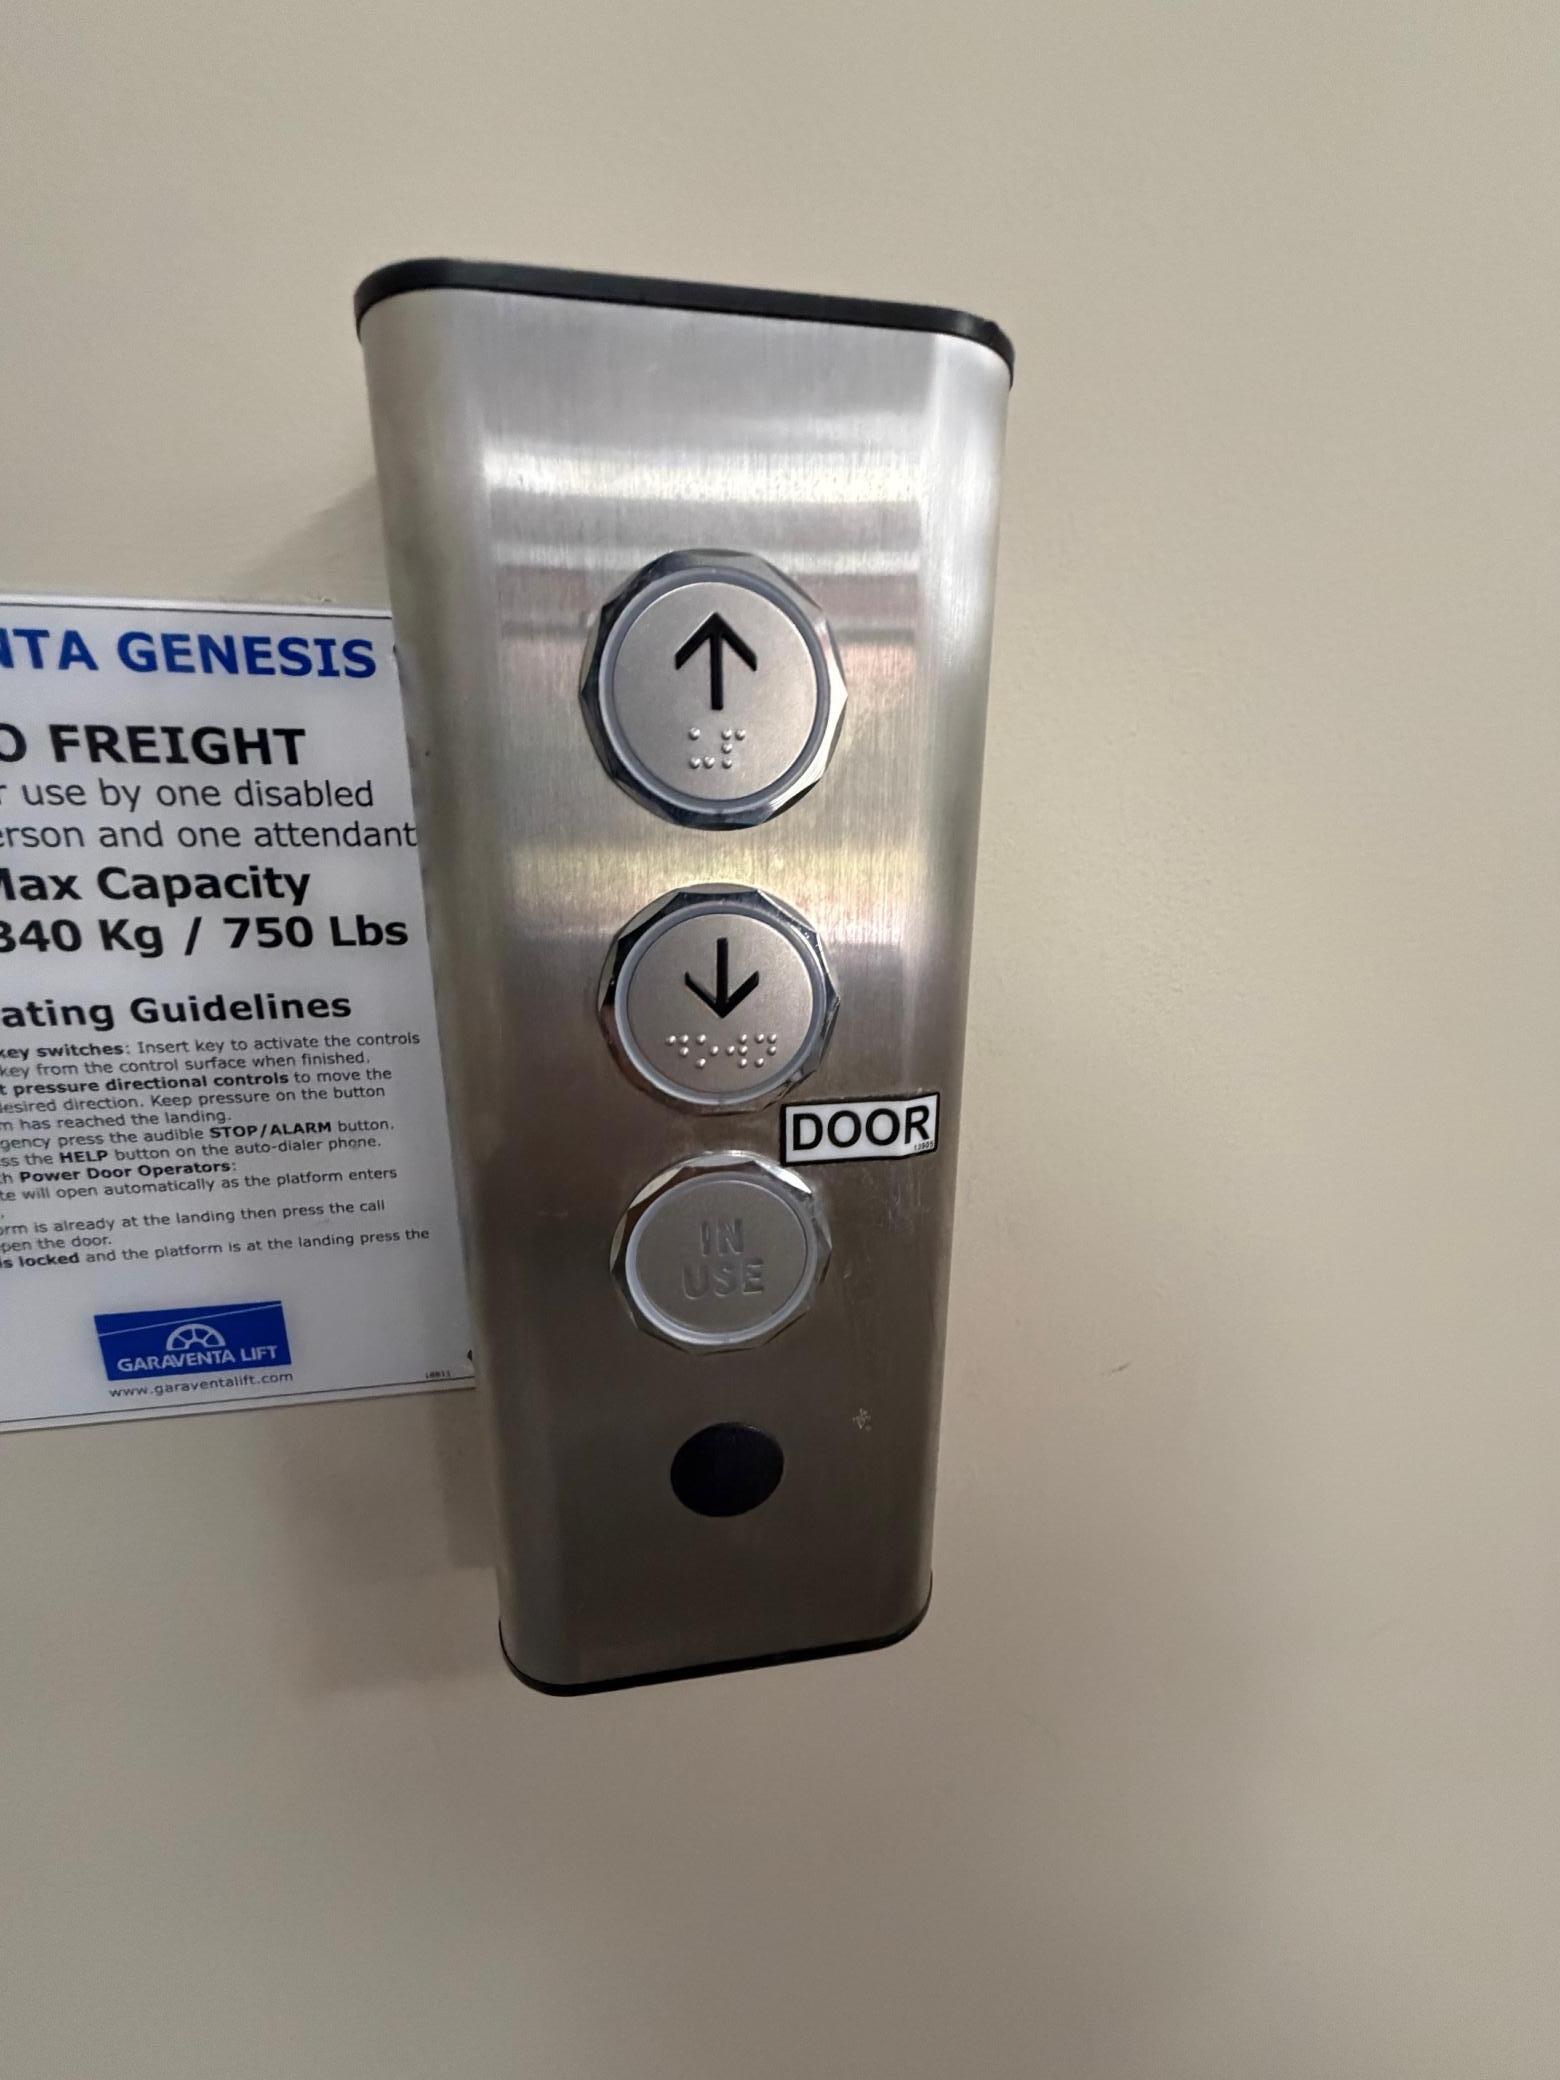 NTA GENESIS
O FREIGHT
r use by one disabled
erson and one attendant
Max Capacity
340 Kg / 750 Lbs
ating Guidelines
key switches: Insert key to activate the controls
key from the control surface when finished.
t pressure directional controls to move the
desired direction. Keep pressure on the button
m has reached the landing.
gency press the audible STOP/ALARM button.
ss the HELP button on the auto-dialer phone.
th Power Door Operators:
te will open automatically as the platform enters
orm is already at the landing then press the call
pen the door.
is locked and the platform is at the landing press the
GARAVENTA LIFT
www.garaventalift.com
DOOR
IN
USE